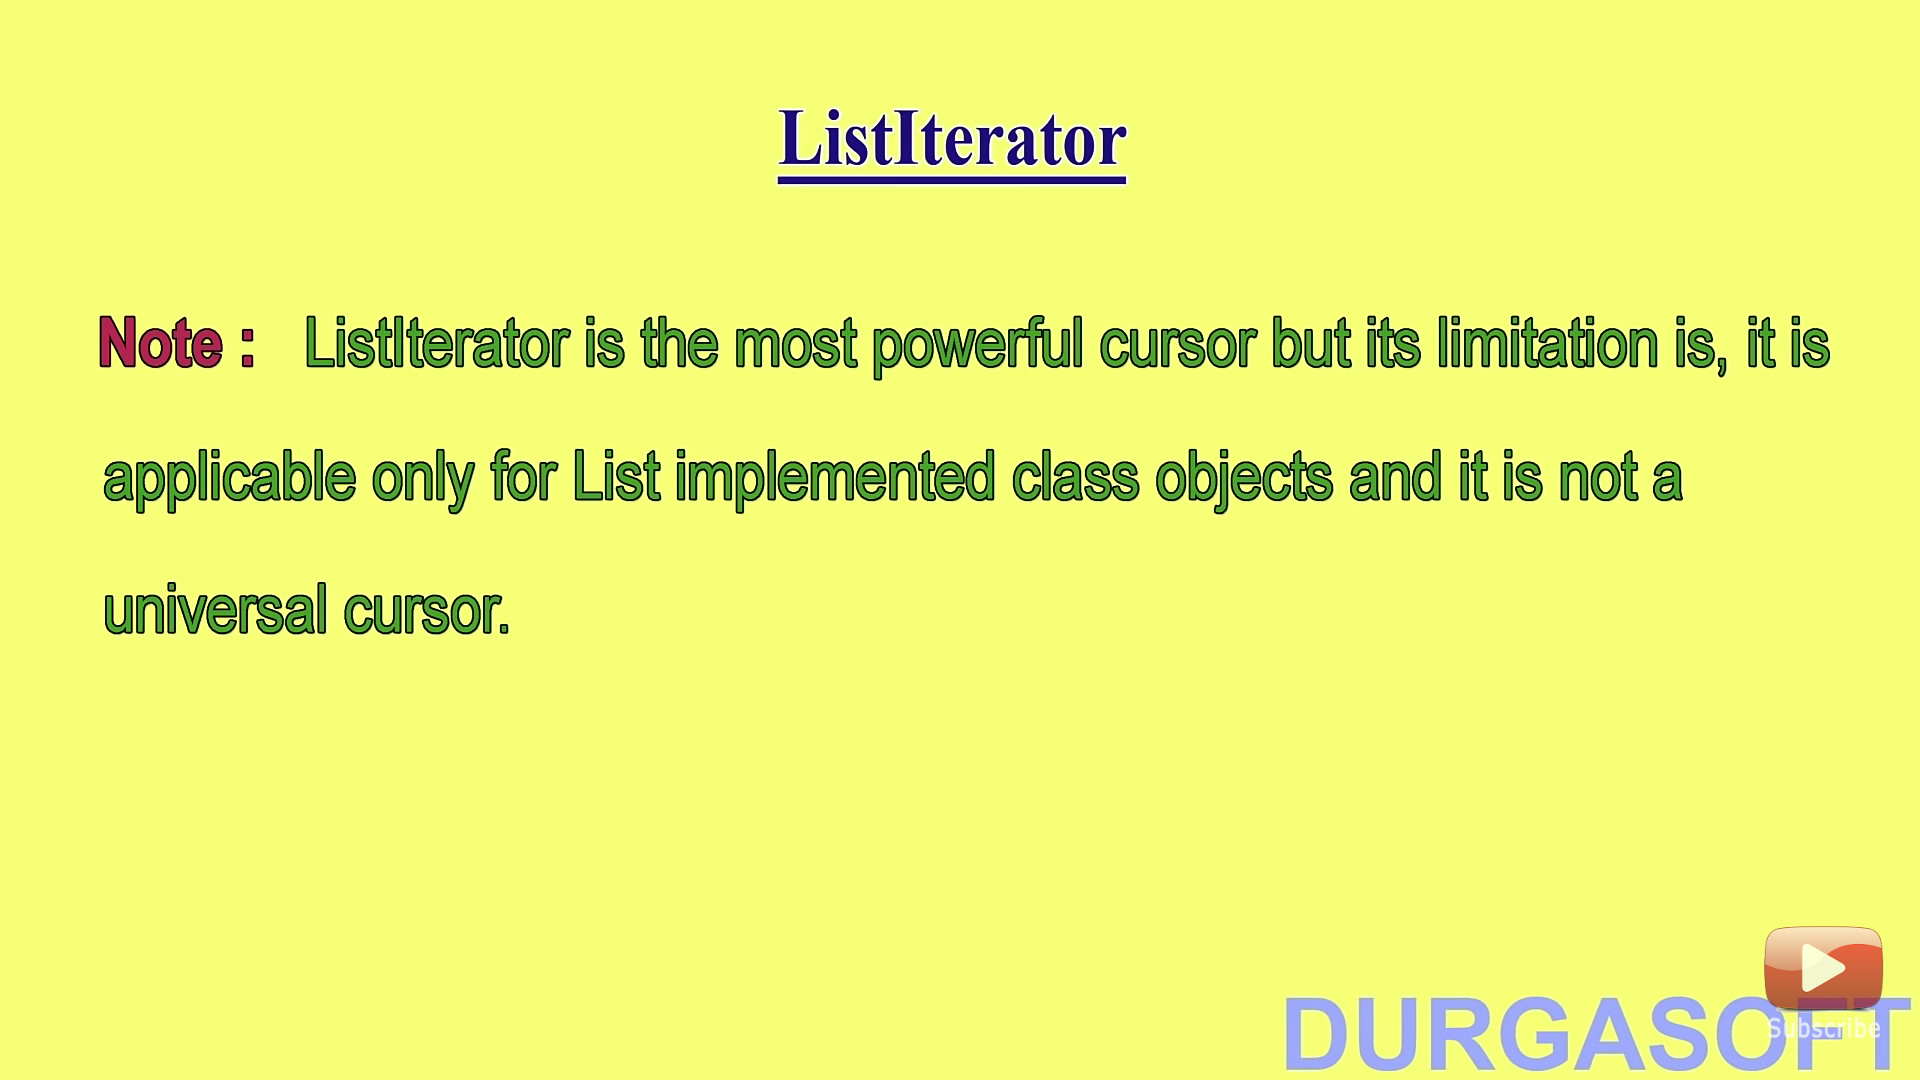 ListIterator
Note : ListIterator is the most powerful cursor but its limitation is, it is
applicable only for List implemented class objects and it is not a
universal cursor.
Subscribe
DURGASOFT